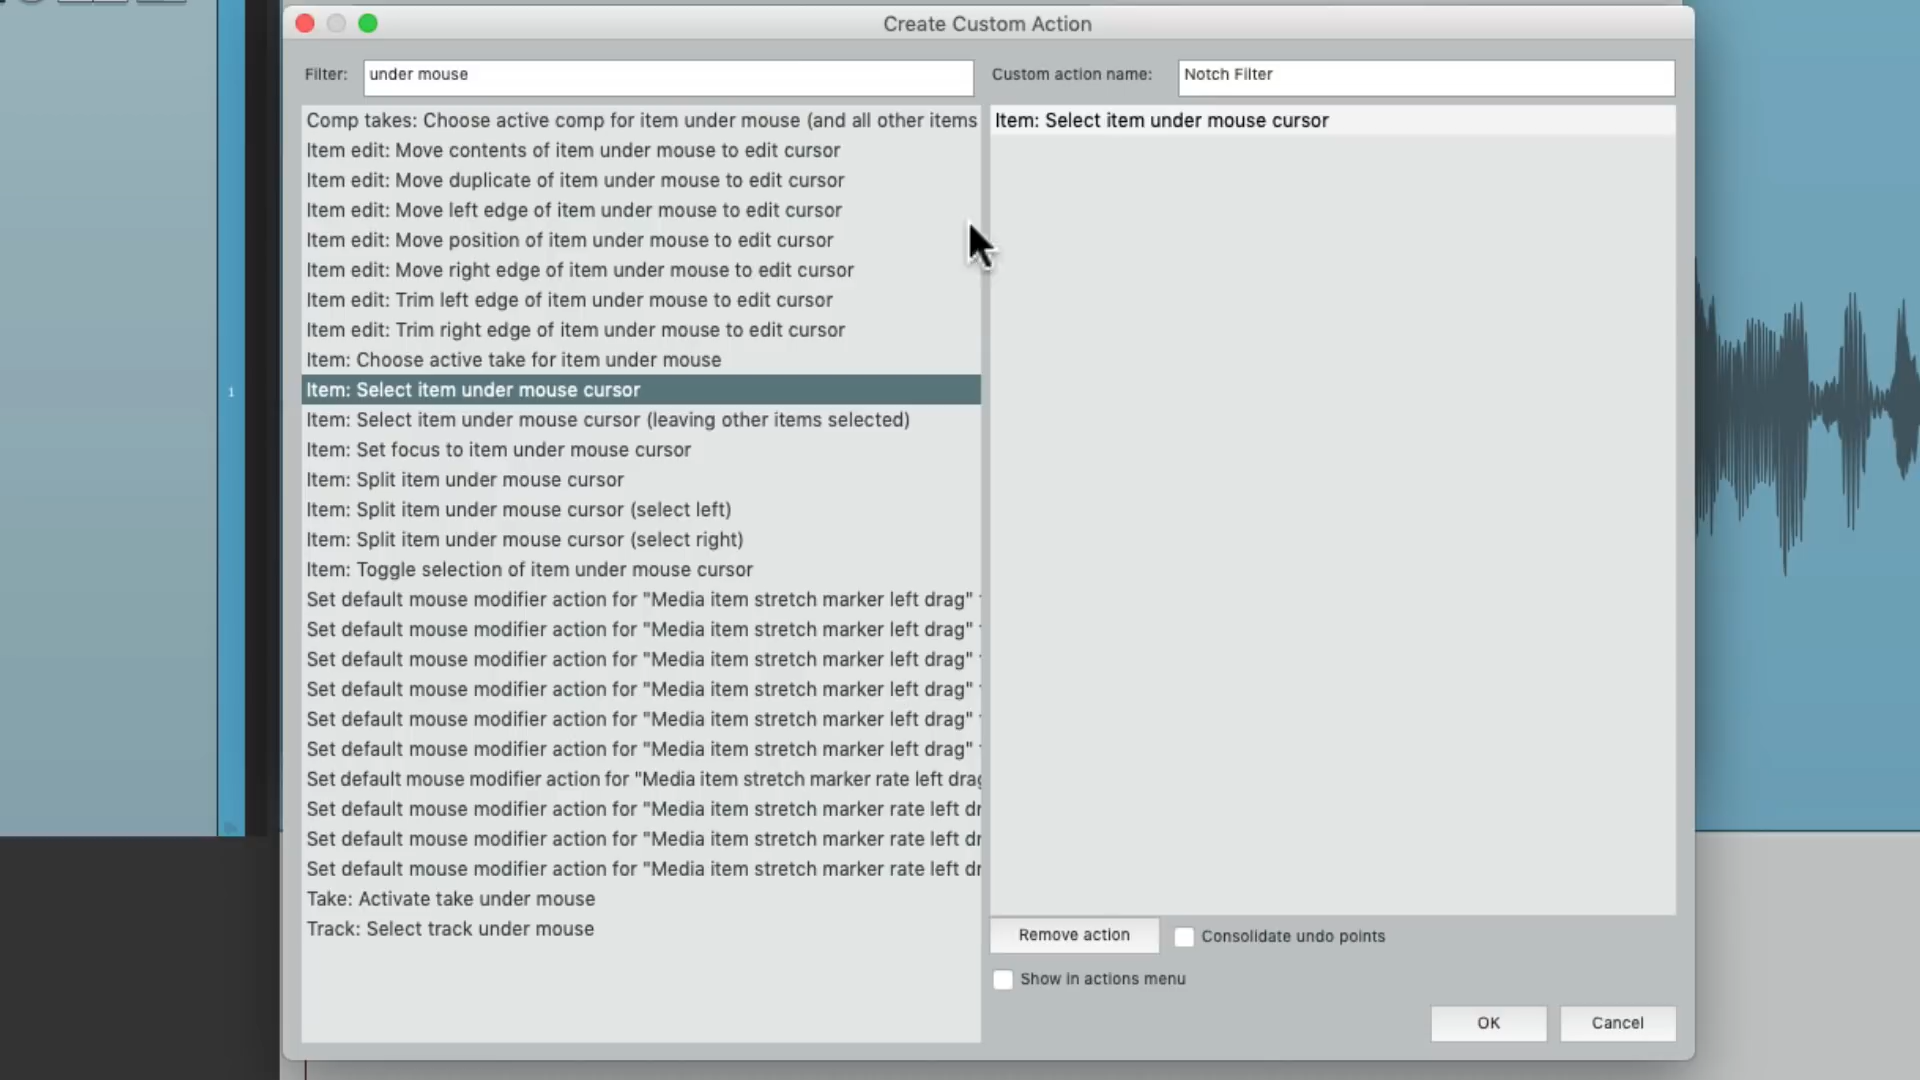 Create Custom Action
Filter:
under mouse
Custom action name:
Notch Filter
Comp takes: Choose active comp for item under mouse (and all other items
Item edit: Move contents of item under mouse to edit cursor
Item edit: Move duplicate of item under mouse to edit cursor
Item edit: Move left edge of item under mouse to edit cursor
Item edit: Move position of item under mouse to edit cursor
Item edit: Move right edge of item under mouse to edit cursor
Item edit: Trim left edge of item under mouse to edit cursor
Item edit: Trim right edge of item under mouse to edit cursor
Item: Choose active take for item under mouse
Item: Select item under mouse cursor
Item: Select item under mouse cursor (leaving other items selected)
Item: Set focus to item under mouse cursor
Item: Split item under mouse cursor
Item: Split item under mouse cursor (select left)
Item: Split item under mouse cursor (select right)
Item: Toggle selection of item under mouse cursor
Set default mouse modifier action for "Media item stretch marker left drag"
Set default mouse modifier action for "Media item stretch marker left drag"
Set default mouse modifier action for "Media item stretch marker left drag"
Set default mouse modifier action for "Media item stretch marker left drag"
Set default mouse modifier action for "Media item stretch marker left drag"
Set default mouse modifier action for "Media item stretch marker left drag"
Set default mouse modifier action for "Media item stretch marker rate left drag
Set default mouse modifier action for "Media item stretch marker rate left dr
Set default mouse modifier action for "Media item stretch marker rate left dr
Set default mouse modifier action for "Media item stretch marker rate left dr
Take: Activate take under mouse
Track: Select track under mouse
Item: Select item under mouse cursor
Remove action
Consolidate undo points
Show in actions menu
OK
Cancel
1